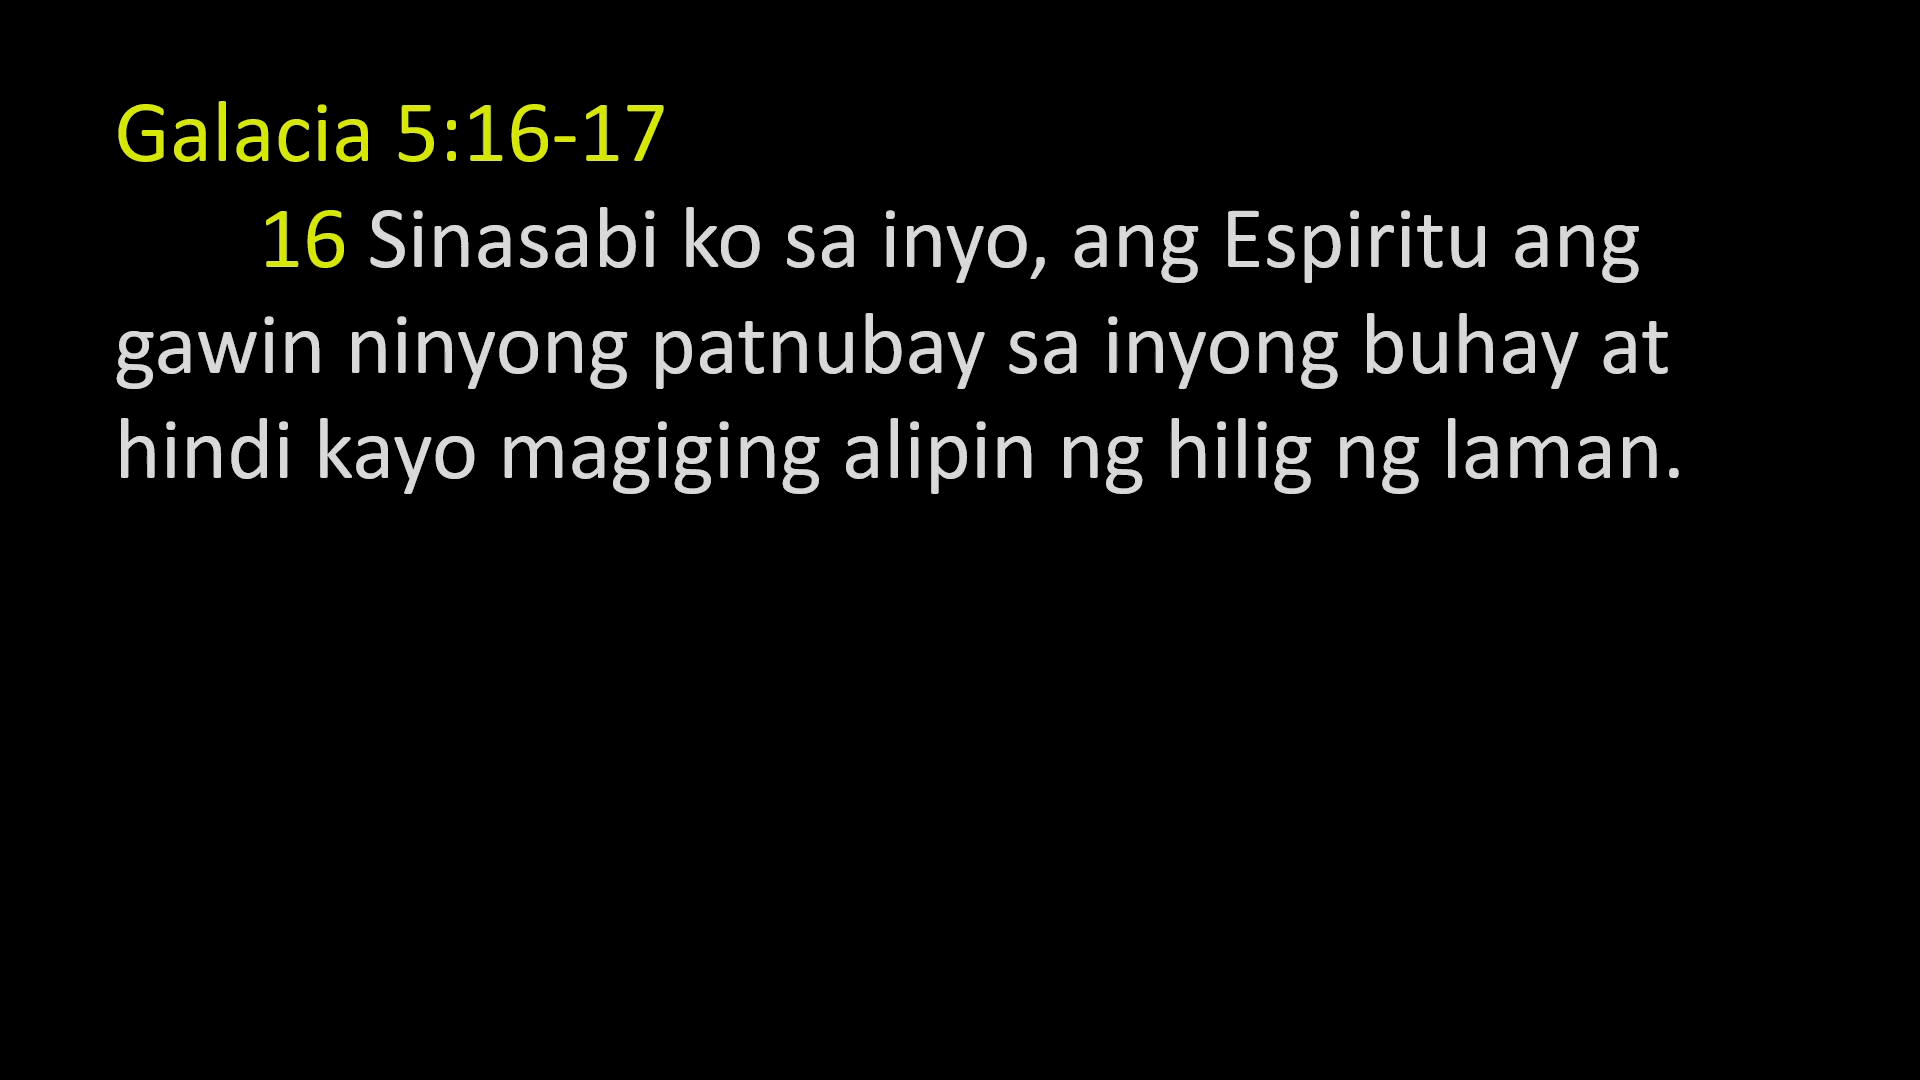 Galacia 5:16-17
16 Sinasabi ko sa inyo, ang Espiritu ang
gawin ninyong patnubay sa inyong buhay at
hindi kayo magiging alipin ng hilig ng laman.